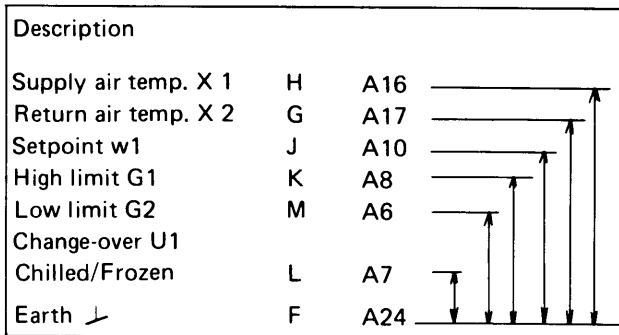 Description
Supply air temp. X 1 H A16
Return air temp. X 2 G A17
Setpoint w1 J A10
High limit G1 K A8
Low limit G2 M A6
Change-over U1
Chilled/Frozen L A7
Earth F A24